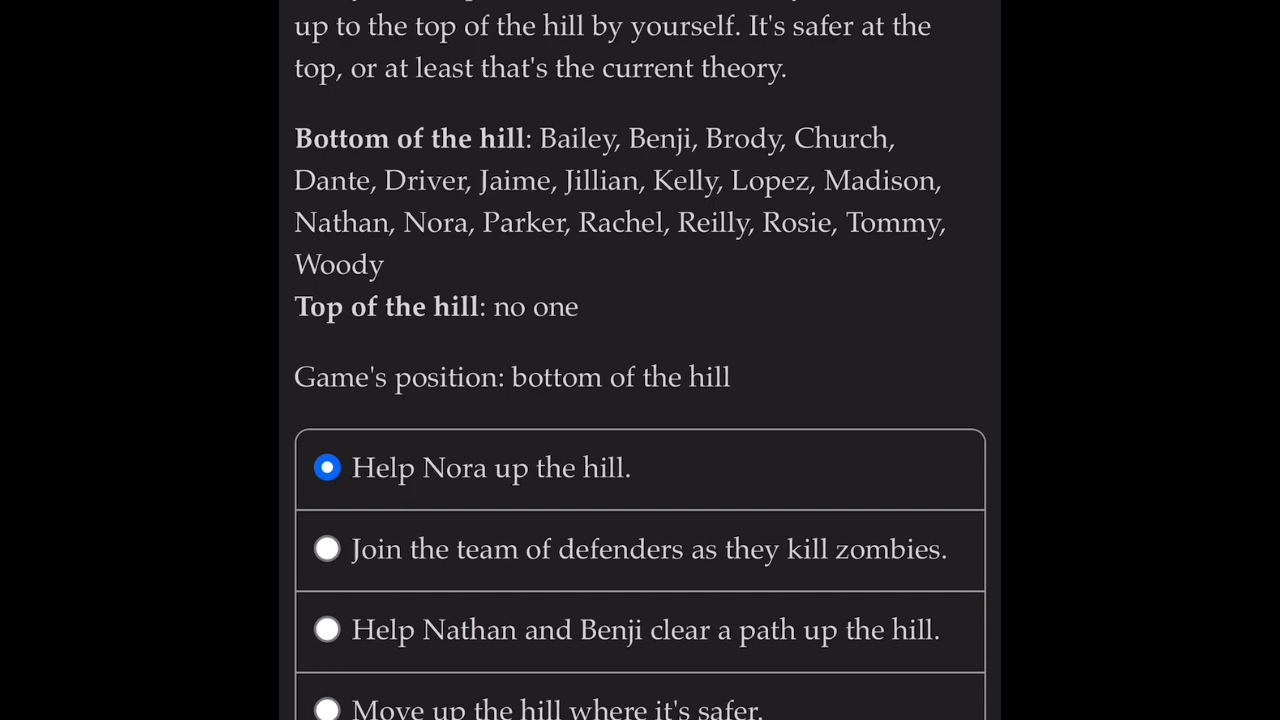 up to the top of the hill by yourself. It's safer at the
top, or at least that's the current theory.
Bottom of the hill: Bailey, Benji, Brody, Church,
Dante, Driver, Jaime, Jillian, Kelly, Lopez, Madison,
Nathan, Nora, Parker, Rachel, Reilly, Rosie, Tommy,
Woody
Top of the hill: no one
Game's position: bottom of the hill
Help Nora up the hill.
Join the team of defenders as they kill zombies.
Help Nathan and Benji clear a path up the hill.
Move up the hill where it's safer.